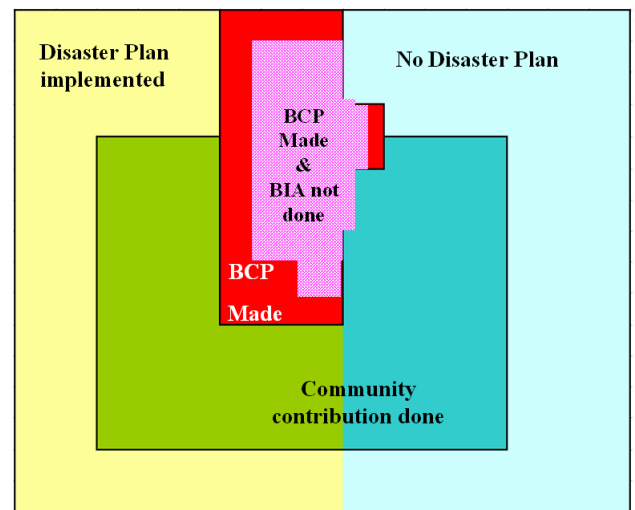 Disaster Plan
implemented
No Disaster Plan
BCP
Made
&
BIA not
done
BCP
Made
Community
contribution done